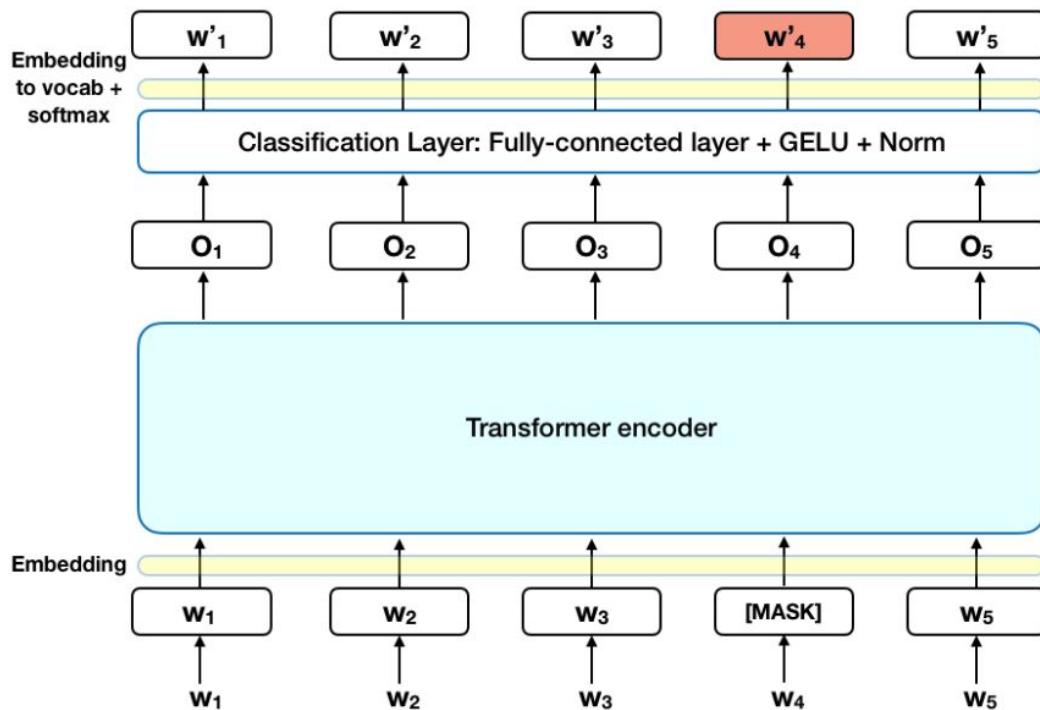 w’₁ w’₂ w’₃ w’₄ w’₅
Embedding
to vocab +
softmax
Classification Layer: Fully-connected layer + GELU + Norm
O₁ O₂ O₃ O₄ O₅
Transformer encoder
Embedding
W₁ W₂ W₃ [MASK] W₅
W₁ W₂ W₃ W₄ W₅